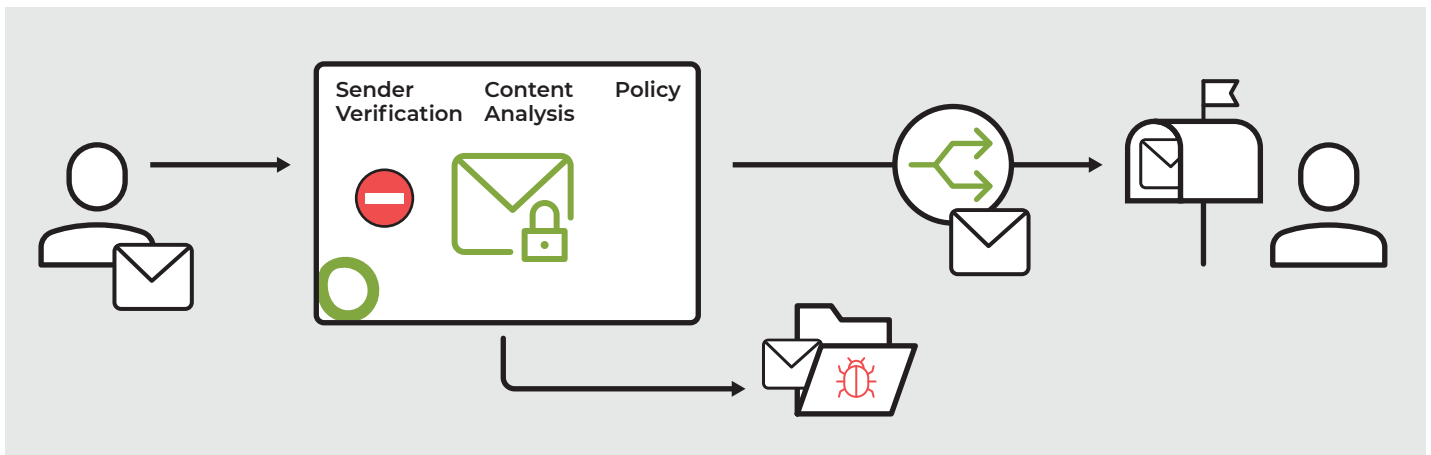 Sender
Verification
Content
Analysis
Policy